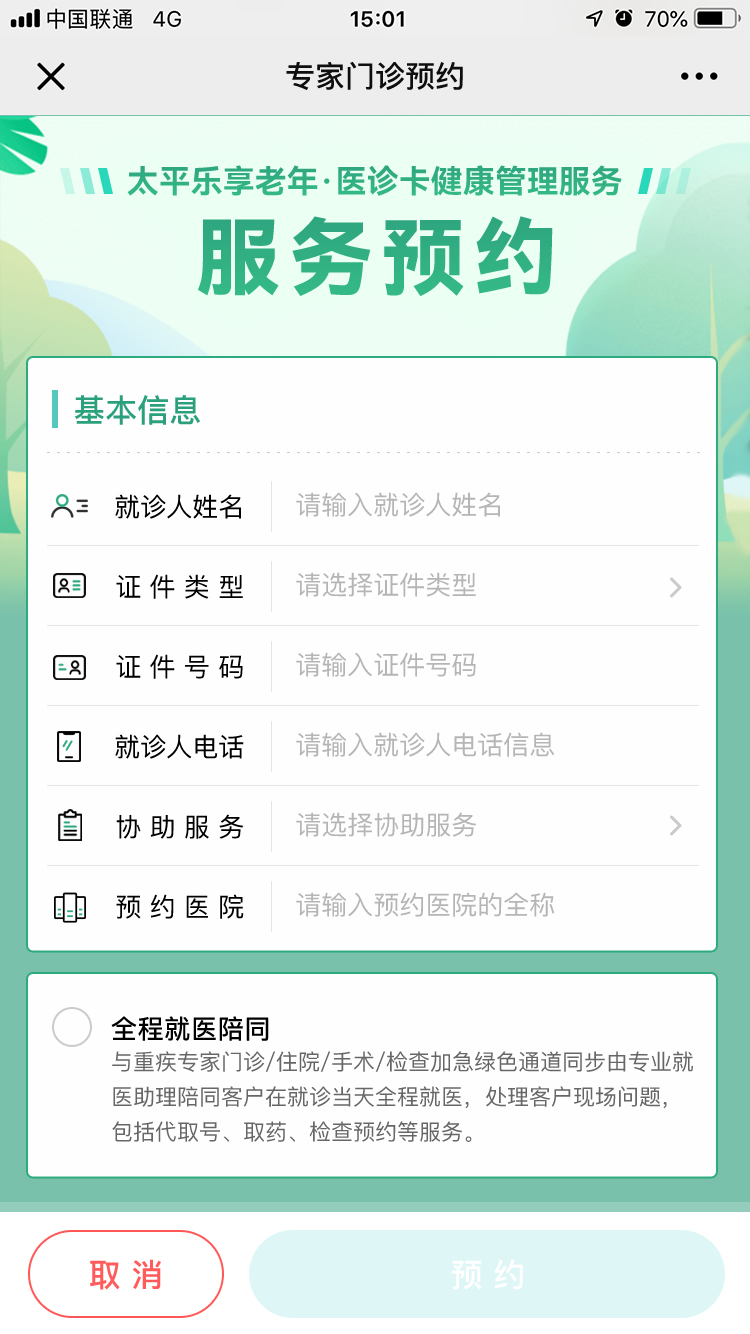 中国联通 4G 15:01 70%
专家门诊预约
太平乐享老年·医诊卡健康管理服务
服务预约
基本信息
就诊人姓名 请输入就诊人姓名
证件类型 请选择证件类型
证件号码 请输入证件号码
就诊人电话 请输入就诊人电话信息
协助服务 请选择协助服务
预约医院 请输入预约医院的全称
全程就医陪同
与重疾专家门诊/住院/手术/检查加急绿色通道同步由专业就
医助理陪同客户在就诊当天全程就医，处理客户现场问题，
包括代取号、取药、检查预约等服务。
取消 预约